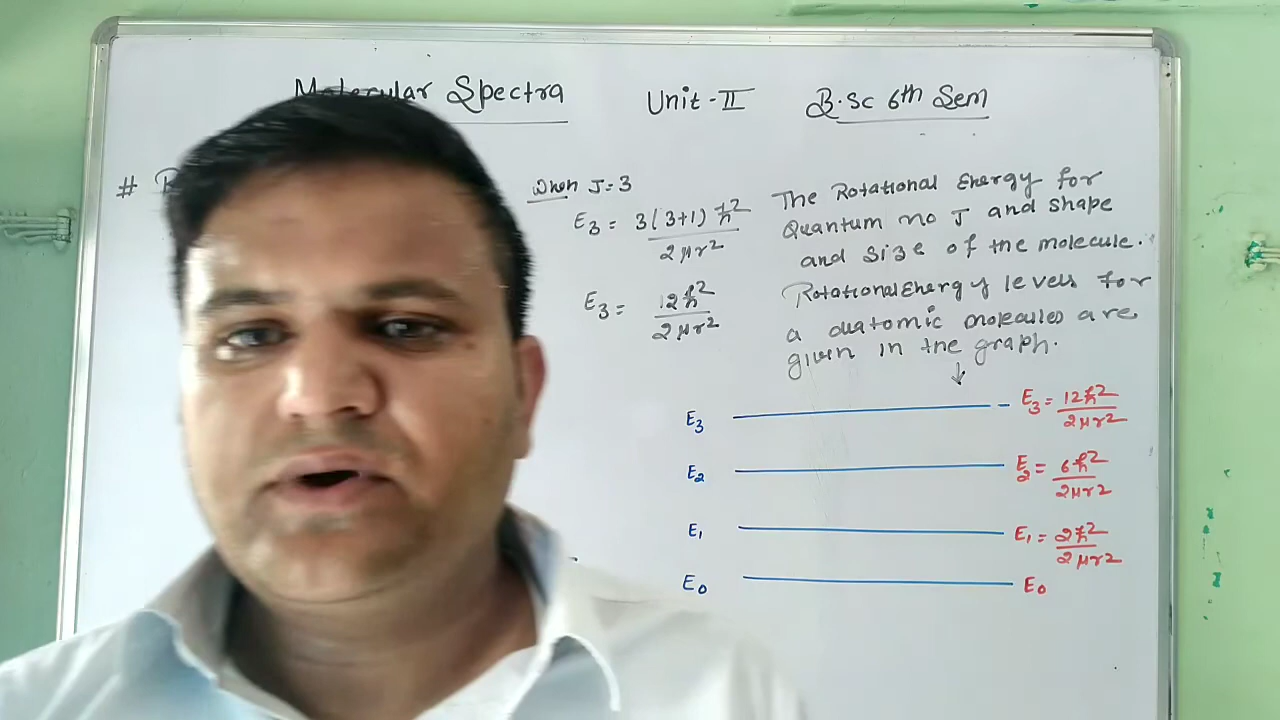 Molecular Spectra Unit-II B.Sc 6th Sem
#
When J=3
E₃ = 3(3+1) ℏ²
2μr²
E₃ = 12ℏ²
2μr²
The Rotational Energy for
Quantum no J and shape
and size of the molecule.
Rotational Energy levels for
a diatomic molecules are
given in the graph.
↓
E₃ E₃ = 12ℏ²
2μr²
E₂ E₂ = 6ℏ²
2μr²
E₁ E₁ = 2ℏ²
2μr²
E₀ E₀